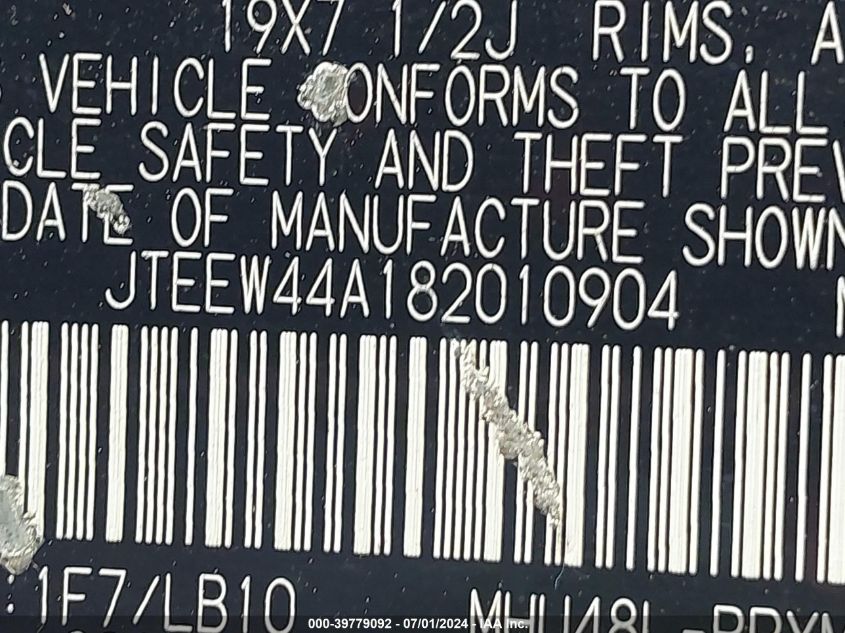 19X7 1/2J RIMS, A
VEHICLE CONFORMS TO ALL
CLE SAFETY AND THEFT PREV
DATE OF MANUFACTURE SHOWN
JTEEW44A182010904
: 1F7/LB10 MHU48L-
000-39779092 - 07/01/2024 - IAA Inc.